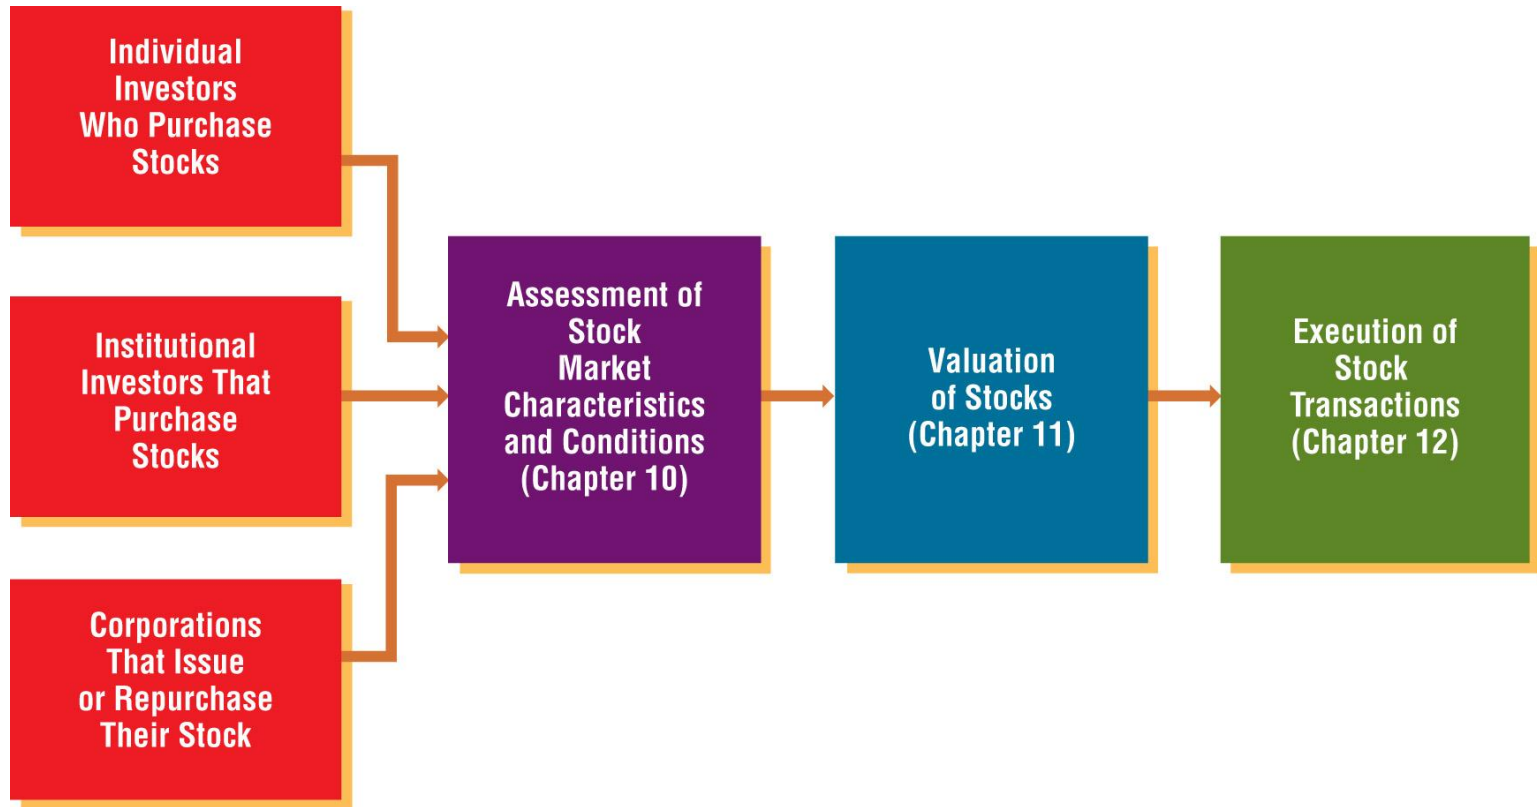 Individual
Investors
Who Purchase
Stocks
Institutional
Investors That
Purchase
Stocks
Corporations
That Issue
or Repurchase
Their Stock
Assessment of
Stock
Market
Characteristics
and Conditions
(Chapter 10)
Valuation
of Stocks
(Chapter 11)
Execution of
Stock
Transactions
(Chapter 12)